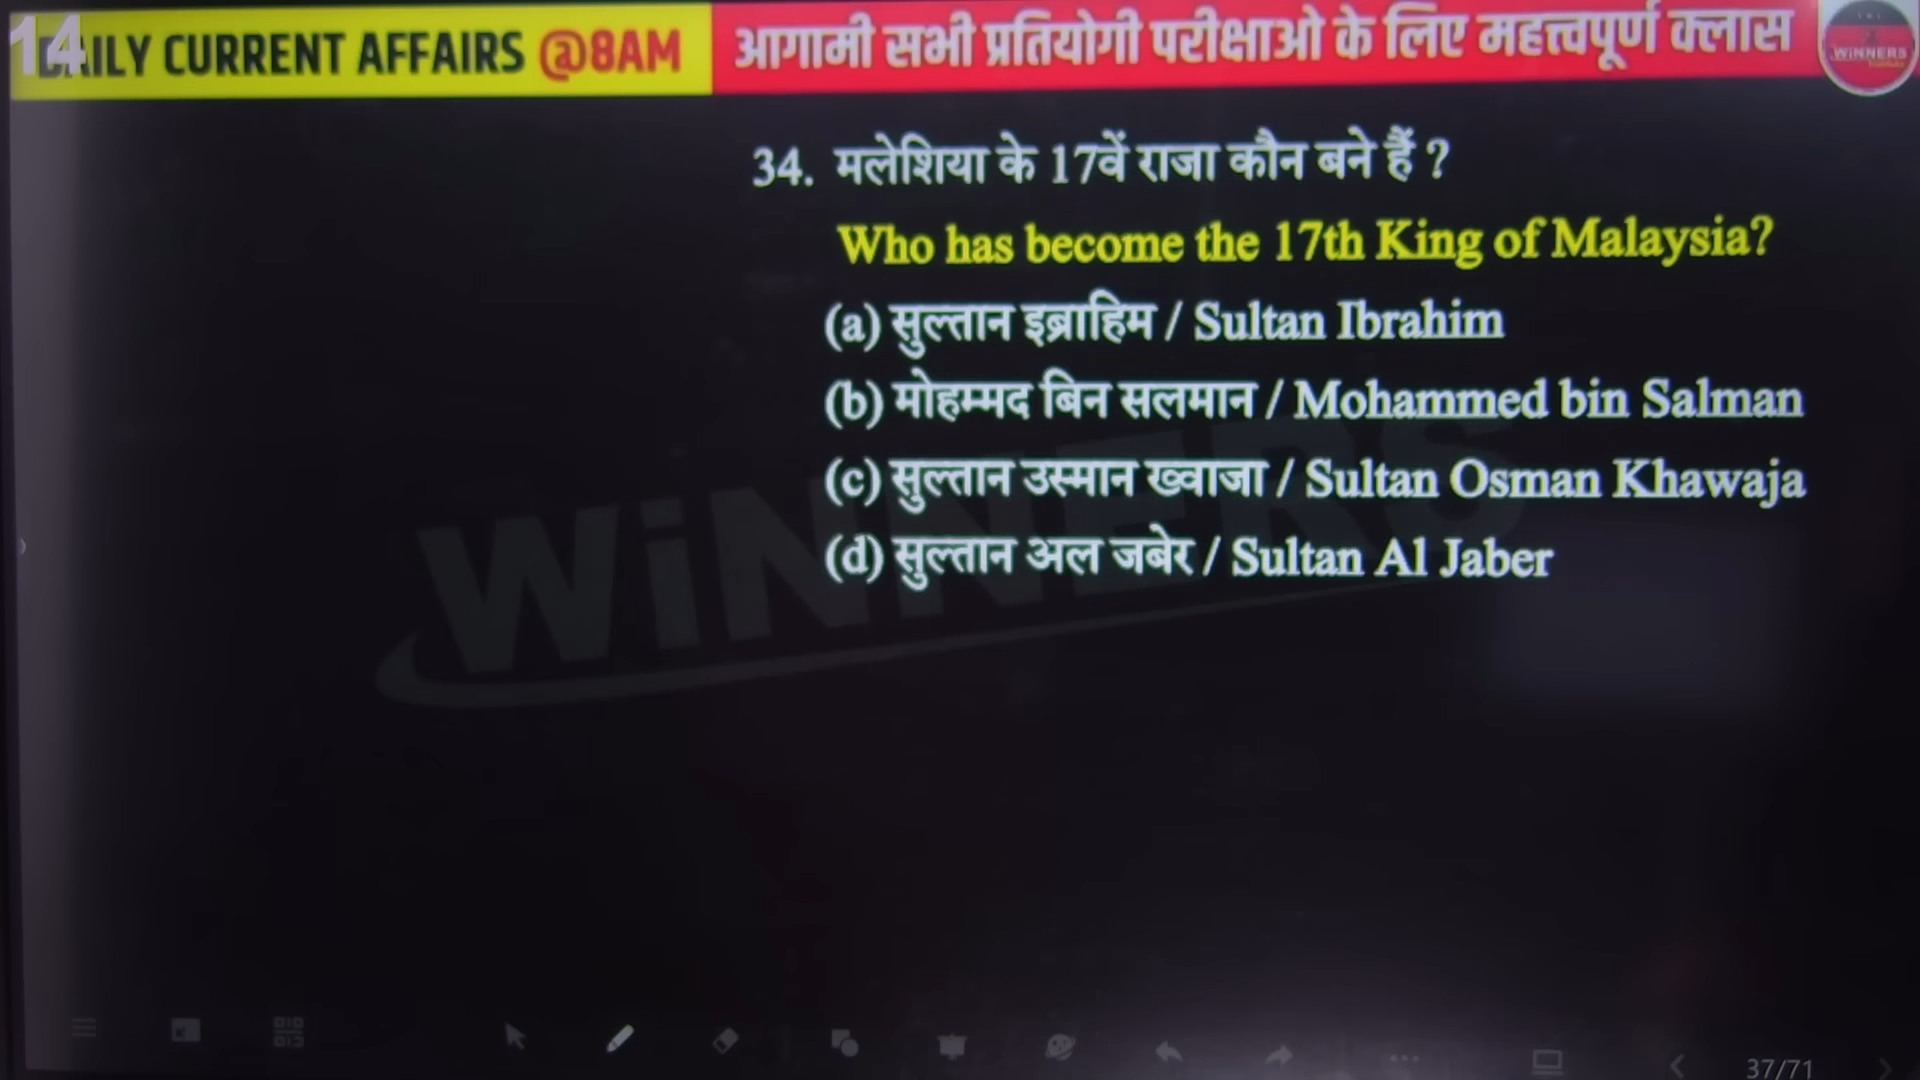 14
DAILY CURRENT AFFAIRS @8AM
आगामी सभी प्रतियोगी परीक्षाओ के लिए महत्त्वपूर्ण क्लास
WiNNERS
34. मलेशिया के 17वें राजा कौन बने हैं ?
Who has become the 17th King of Malaysia?
(a) सुल्तान इब्राहिम / Sultan Ibrahim
(b) मोहम्मद बिन सलमान / Mohammed bin Salman
(c) सुल्तान उस्मान ख्वाजा / Sultan Osman Khawaja
(d) सुल्तान अल जबेर / Sultan Al Jaber
WiNNERS
37/71